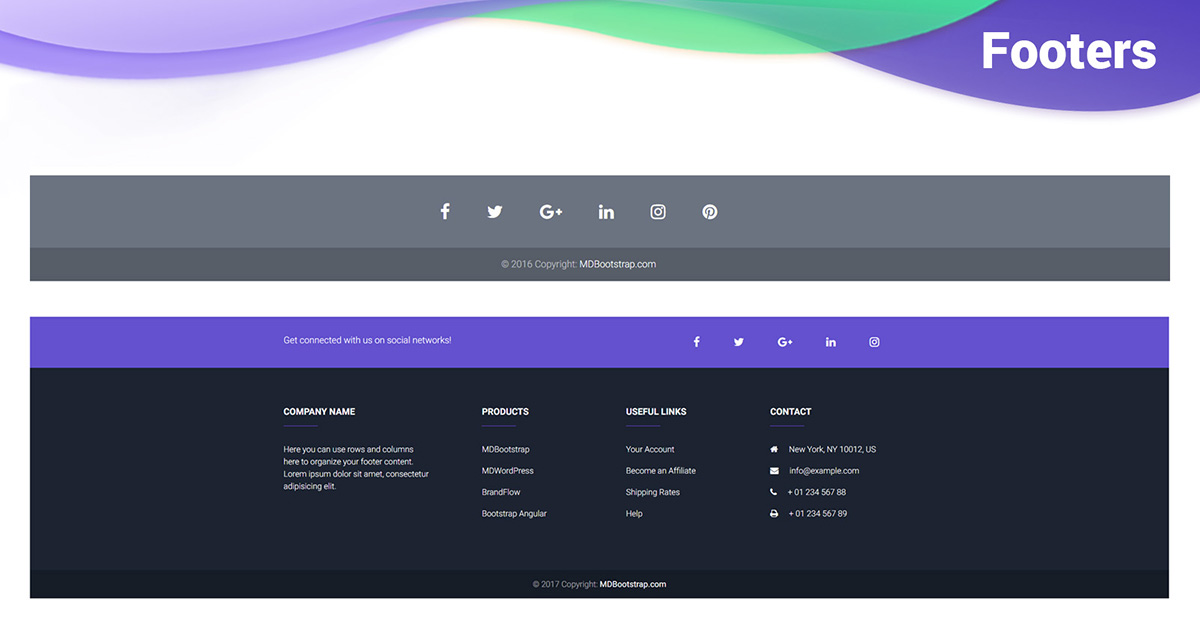 Footers
© 2016 Copyright: MDBootstrap.com
Get connected with us on social networks!
COMPANY NAME
Here you can use rows and columns
here to organize your footer content.
Lorem ipsum dolor sit amet, consectetur
adipisicing elit.
PRODUCTS
MDBootstrap
MDWordPress
BrandFlow
Bootstrap Angular
USEFUL LINKS
Your Account
Become an Affiliate
Shipping Rates
Help
CONTACT
New York, NY 10012, US
info@example.com
+ 01 234 567 88
+ 01 234 567 89
© 2017 Copyright: MDBootstrap.com